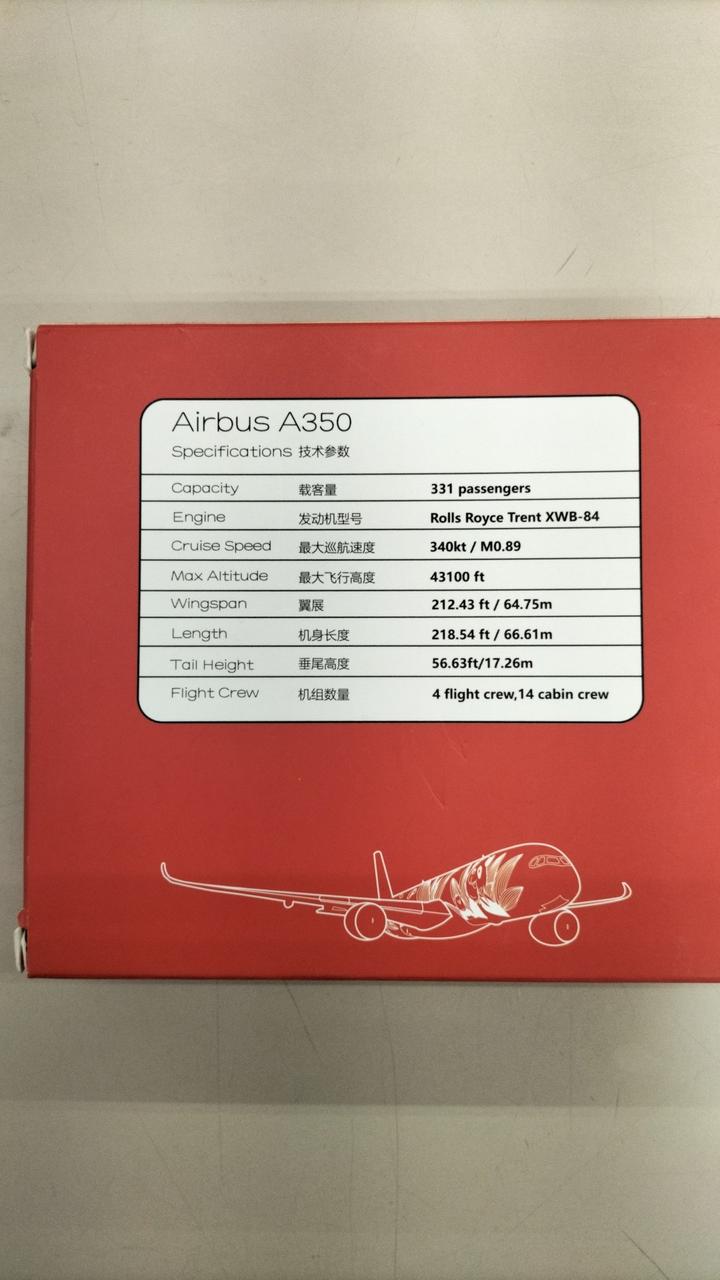 Airbus A350
Specifications 技术参数
Capacity 载客量 331 passengers
Engine 发动机型号 Rolls Royce Trent XWB-84
Cruise Speed 最大巡航速度 340kt / M0.89
Max Altitude 最大飞行高度 43100 ft
Wingspan 翼展 212.43 ft / 64.75m
Length 机身长度 218.54 ft / 66.61m
Tail Height 垂尾高度 56.63ft/17.26m
Flight Crew 机组数量 4 flight crew,14 cabin crew